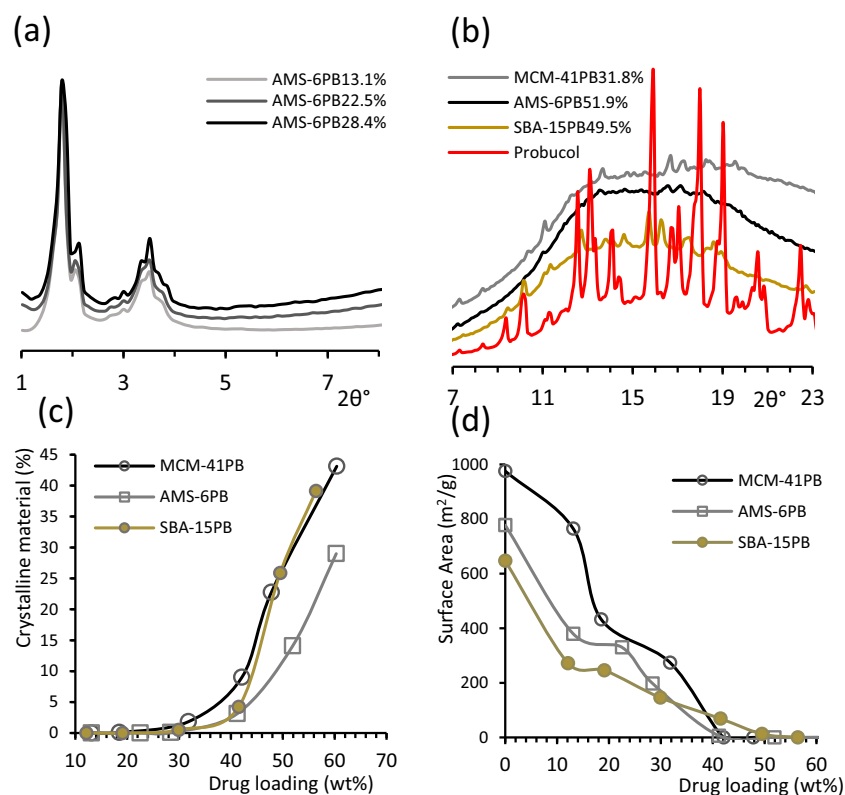 (a)
AMS-6PB13.1%
AMS-6PB22.5%
AMS-6PB28.4%
1 3 5 7
2θ°
(b)
MCM-41PB31.8%
AMS-6PB51.9%
SBA-15PB49.5%
Probucol
7 11 15 19 23
2θ°
(c)
Crystalline material (%)
45
40
35
30
25
20
15
10
5
0
MCM-41PB
AMS-6PB
SBA-15PB
10 20 30 40 50 60 70
Drug loading (wt%)
(d)
Surface Area (m²/g)
1000
800
600
400
200
0
MCM-41PB
AMS-6PB
SBA-15PB
0 10 20 30 40 50 60
Drug loading (wt%)